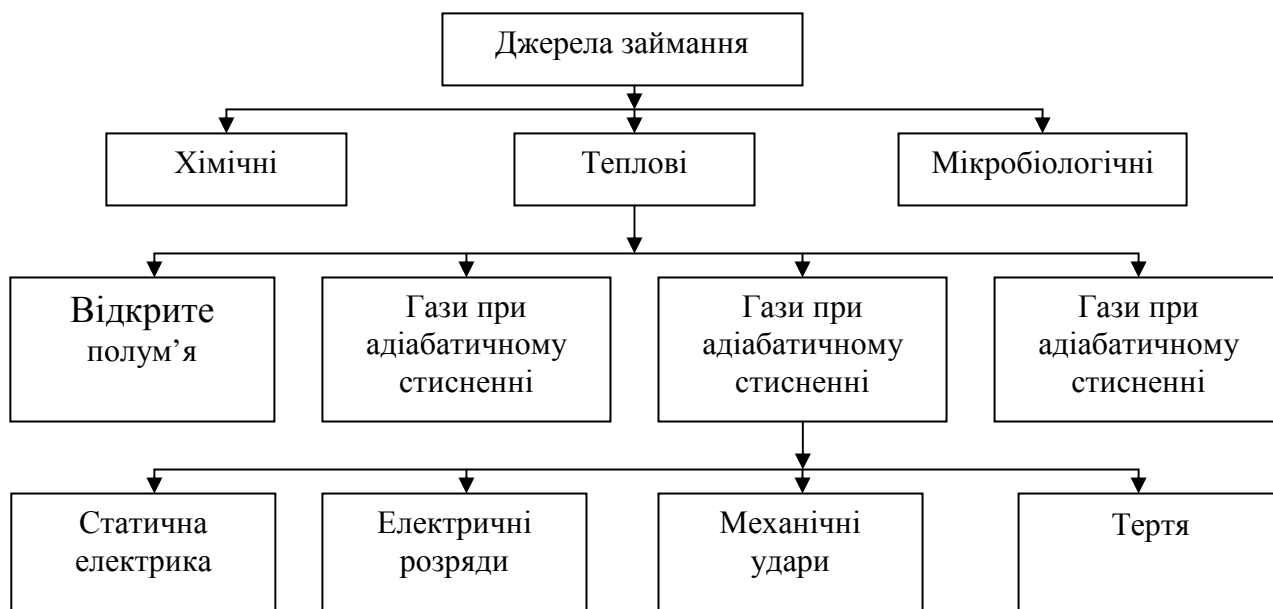 Джерела займання
Хімічні
Теплові
Мікробіологічні
Відкрите
полум’я
Гази при
адіабатичному
стисненні
Гази при
адіабатичному
стисненні
Гази при
адіабатичному
стисненні
Статична
електрика
Електричні
розряди
Механічні
удари
Тертя